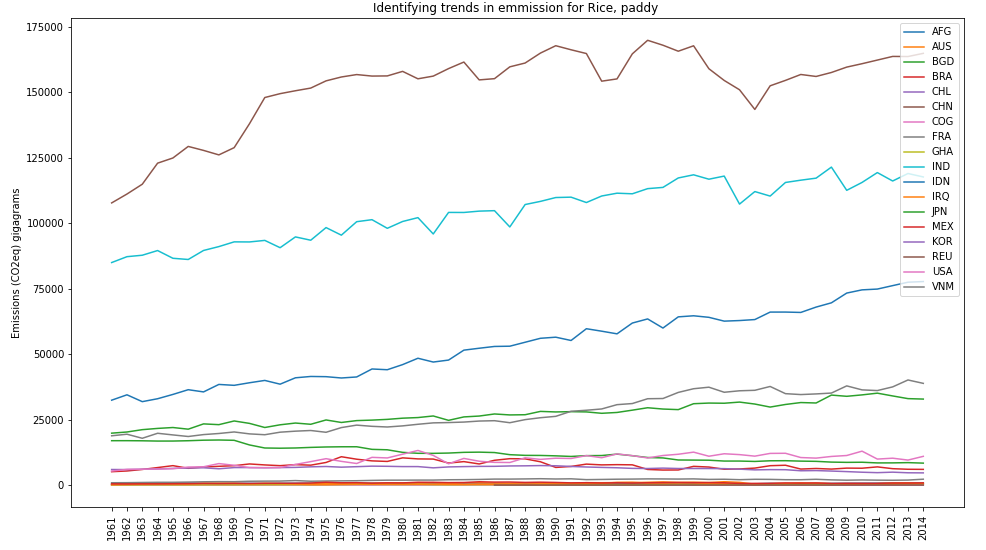 Identifying trends in emmission for Rice, paddy
Emissions (CO2eq) gigagrams
175000
150000
125000
100000
75000
50000
25000
0
AFG
AUS
BGD
BRA
CHL
CHN
COG
FRA
GHA
IND
IDN
IRQ
JPN
MEX
KOR
REU
USA
VNM
1961 1962 1963 1964 1965 1966 1967 1968 1969 1970 1971 1972 1973 1974 1975 1976 1977 1978 1979 1980 1981 1982 1983 1984 1985 1986 1987 1988 1989 1990 1991 1992 1993 1994 1995 1996 1997 1998 1999 2000 2001 2002 2003 2004 2005 2006 2007 2008 2009 2010 2011 2012 2013 2014